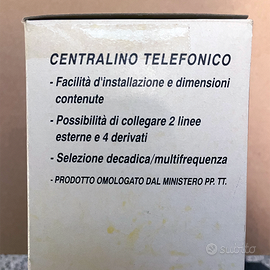 CENTRALINO TELEFONICO
- Facilità d'installazione e dimensioni
contenute
- Possibilità di collegare 2 linee
esterne e 4 derivati
- Selezione decadica/multifrequenza
- PRODOTTO OMOLOGATO DAL MINISTERO PP. TT.
subito